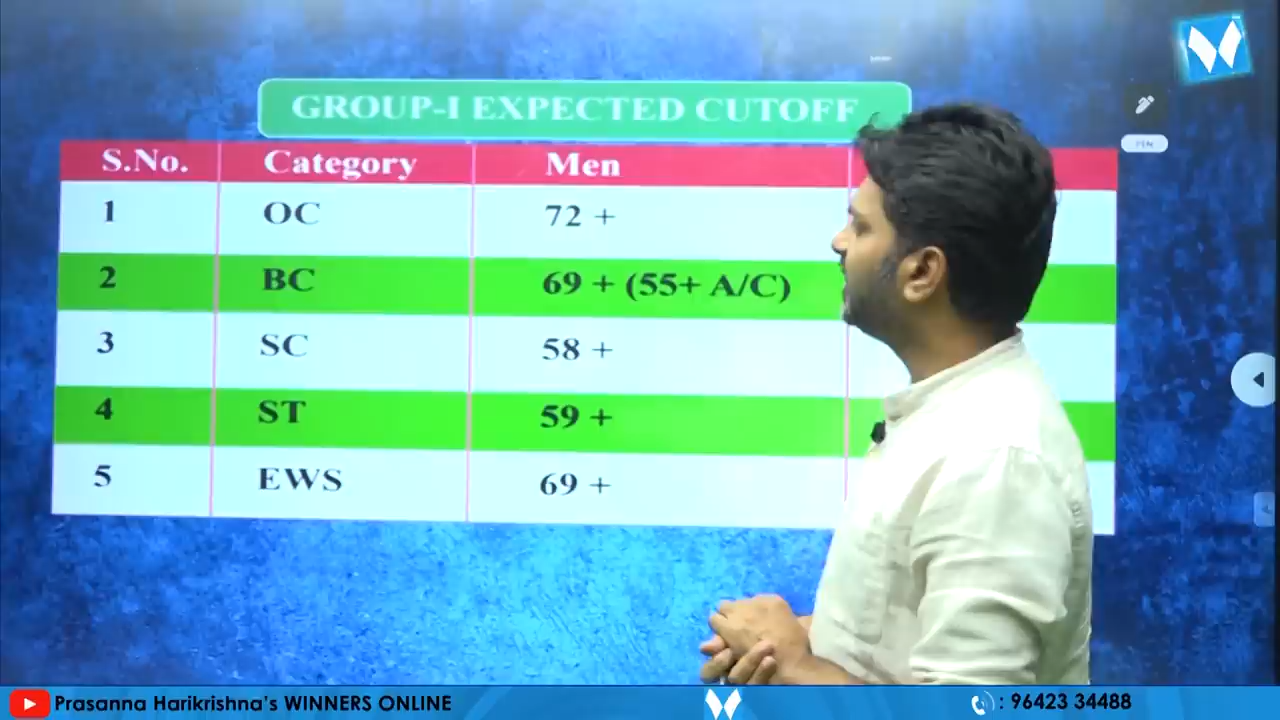 GROUP-I EXPECTED CUTOFF
S.No. Category Men
1 OC 72 +
2 BC 69 + (55+ A/C)
3 SC 58 +
4 ST 59 +
5 EWS 69 +
PEN
Prasanna Harikrishna's WINNERS ONLINE
: 96423 34488